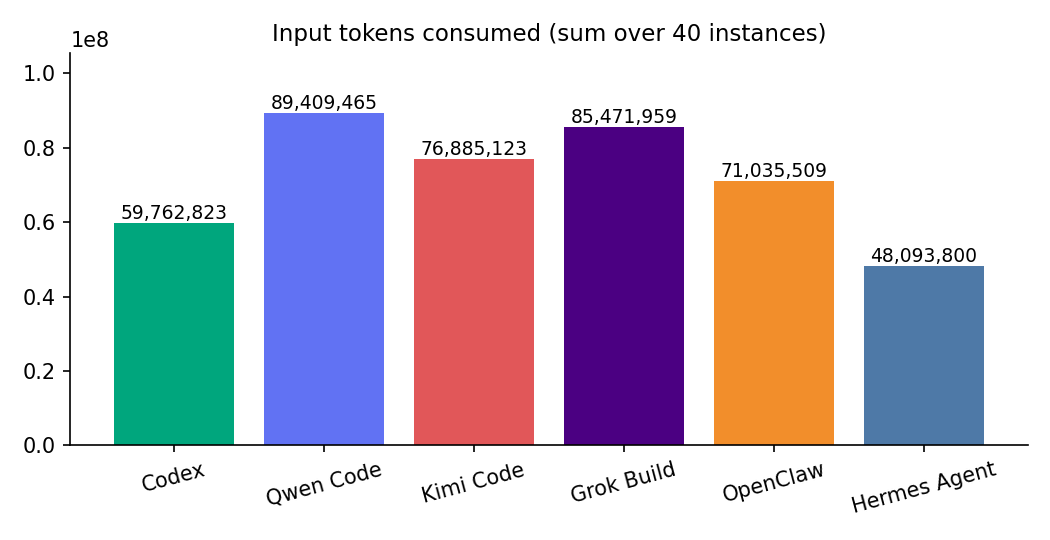 Input tokens consumed (sum over 40 instances)
1e8
1.0
0.8
0.6
0.4
0.2
0.0
59,762,823
89,409,465
76,885,123
85,471,959
71,035,509
48,093,800
Codex
Qwen Code
Kimi Code
Grok Build
OpenClaw
Hermes Agent